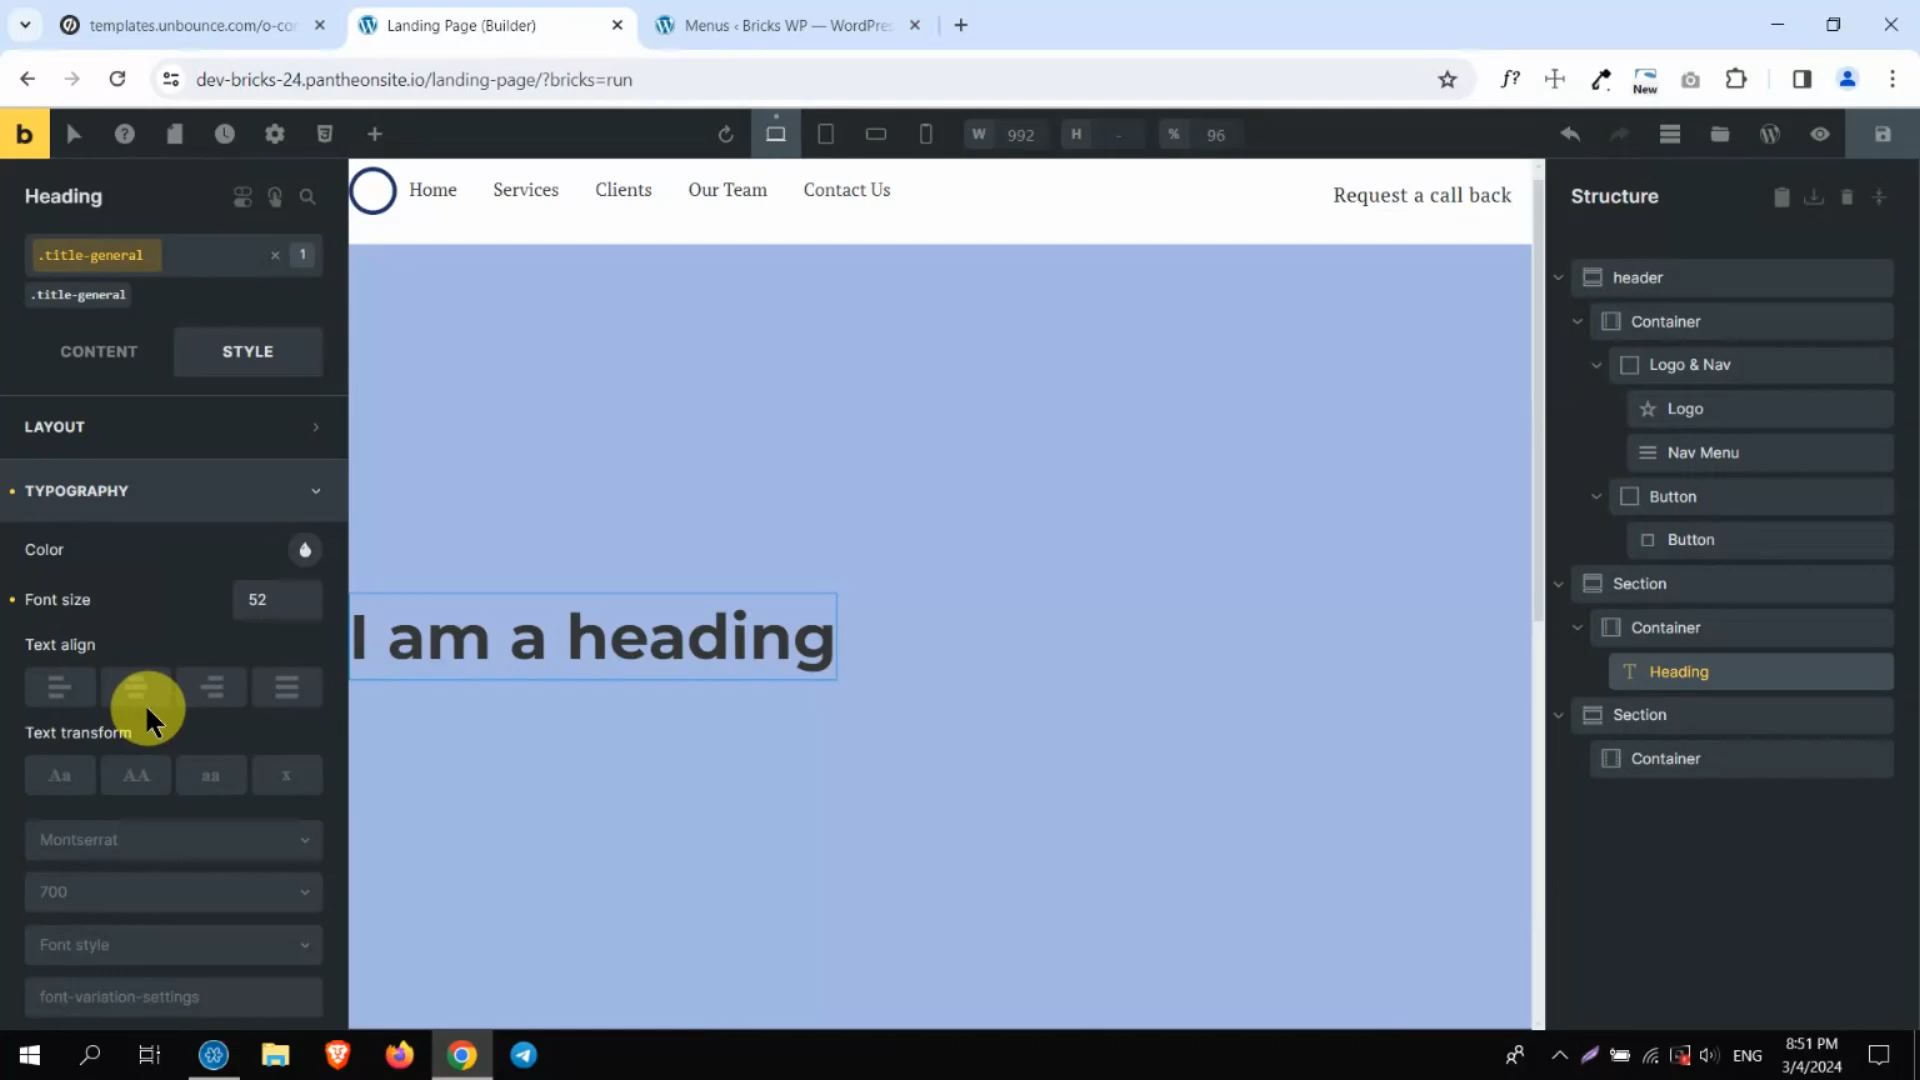 templates.unbounce.com/o-cor
Landing Page (Builder)
Menus ‹ Bricks WP — WordPres
dev-bricks-24.pantheonsite.io/landing-page/?bricks=run
f?
New
b
W 992 H - % 96
Heading
.title-general × 1
.title-general
CONTENT STYLE
LAYOUT
TYPOGRAPHY
Color
Font size 52
Text align
Text transform
Aa AA aa x
Montserrat
700
Font style
font-variation-settings
Home Services Clients Our Team Contact Us Request a call back
I am a heading
Structure
header
Container
Logo & Nav
Logo
Nav Menu
Button
Button
Section
Container
Heading
Section
Container
ENG
8:51 PM
3/4/2024